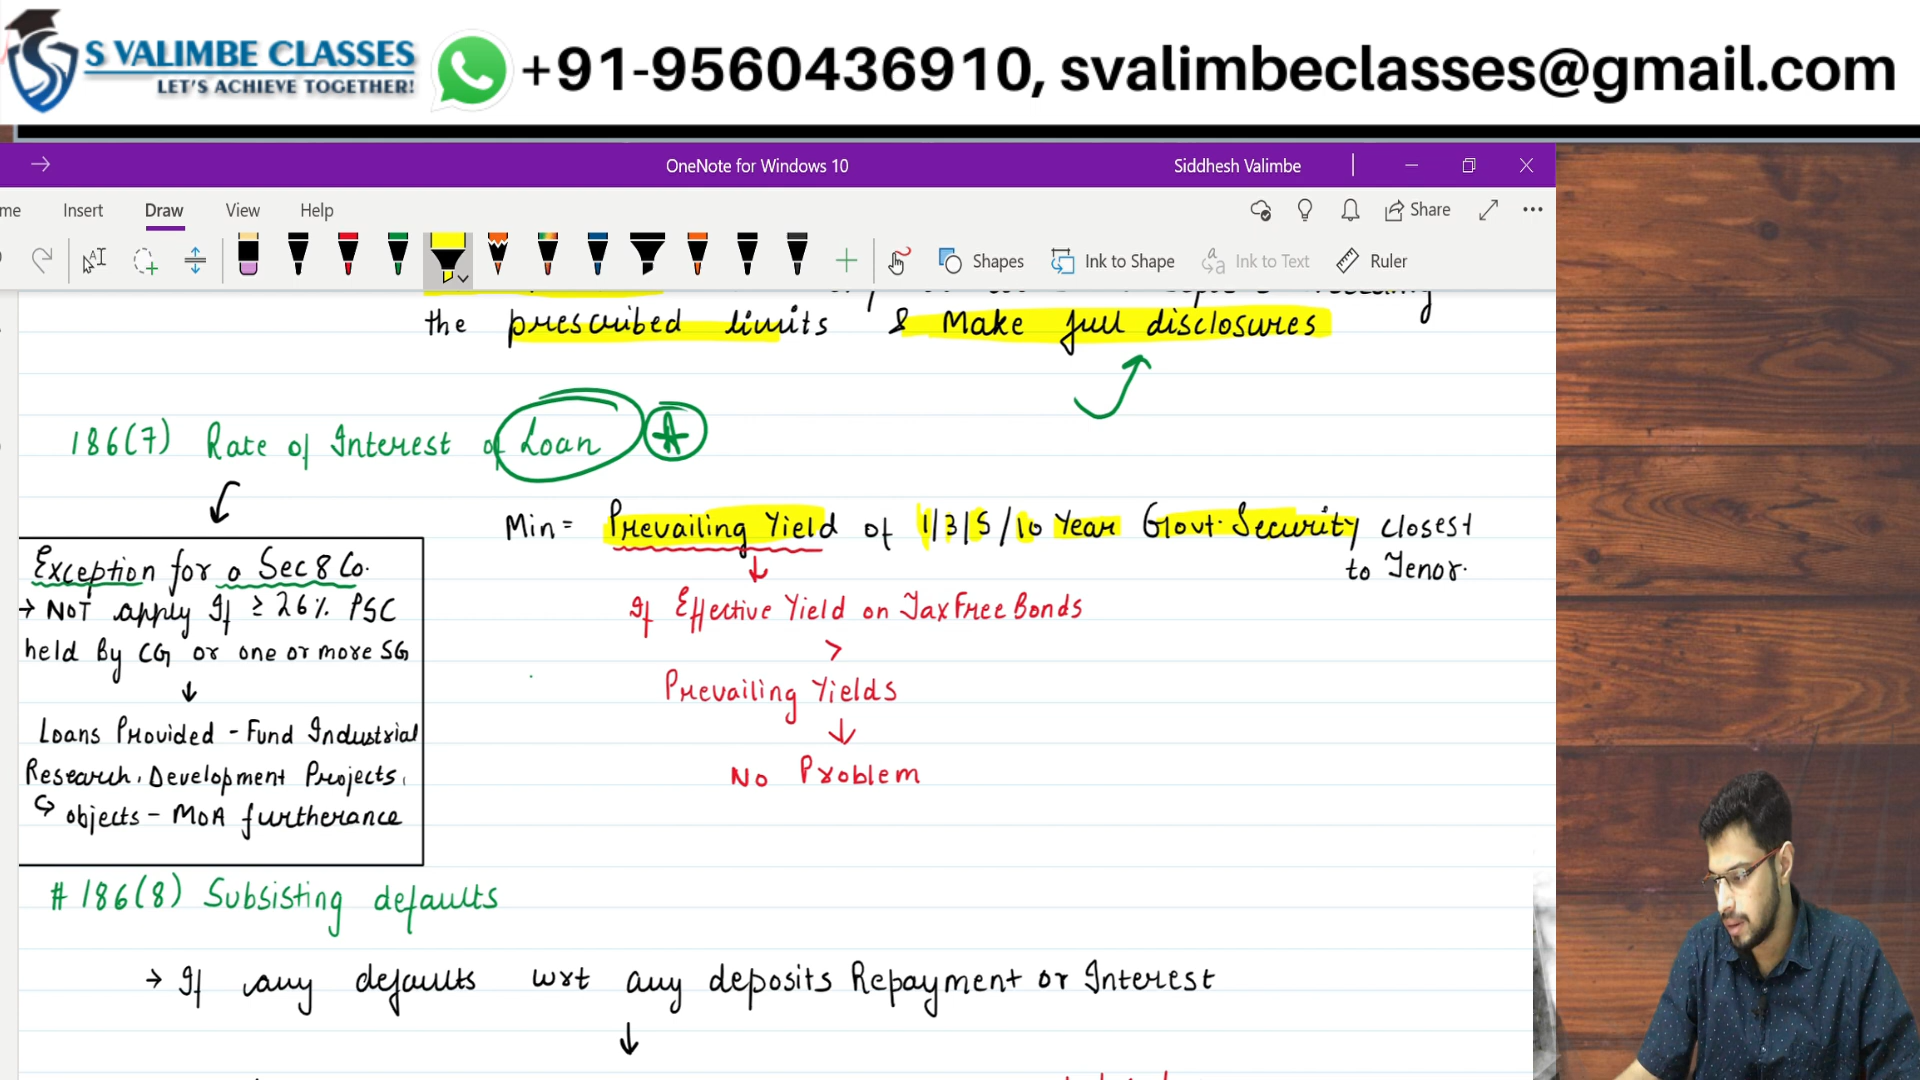 S VALIMBE CLASSES
LET'S ACHIEVE TOGETHER!
+91-9560436910, svalimbeclasses@gmail.com
OneNote for Windows 10
Siddhesh Valimbe
Insert Draw View Help
Share
Shapes
Ink to Shape
Ink to Text
Ruler
the prescribed limits & Make full disclosures
186(7) Rate of Interest of Loan
Min = Prevailing Yield of 1/3/5/10 Year Govt. Security closest
to Tenor.
If Effective Yield on Tax Free Bonds
>
Prevailing Yields
No Problem
Exception for a Sec 8 Co.
→ NOT apply If ≥ 26% PSC
held By CG or one or more SG
Loans Provided - Fund Industrial
Research, Development Projects,
objects - MOA furtherance
# 186(8) Subsisting defaults
→ If any defaults wrt any deposits Repayment or Interest